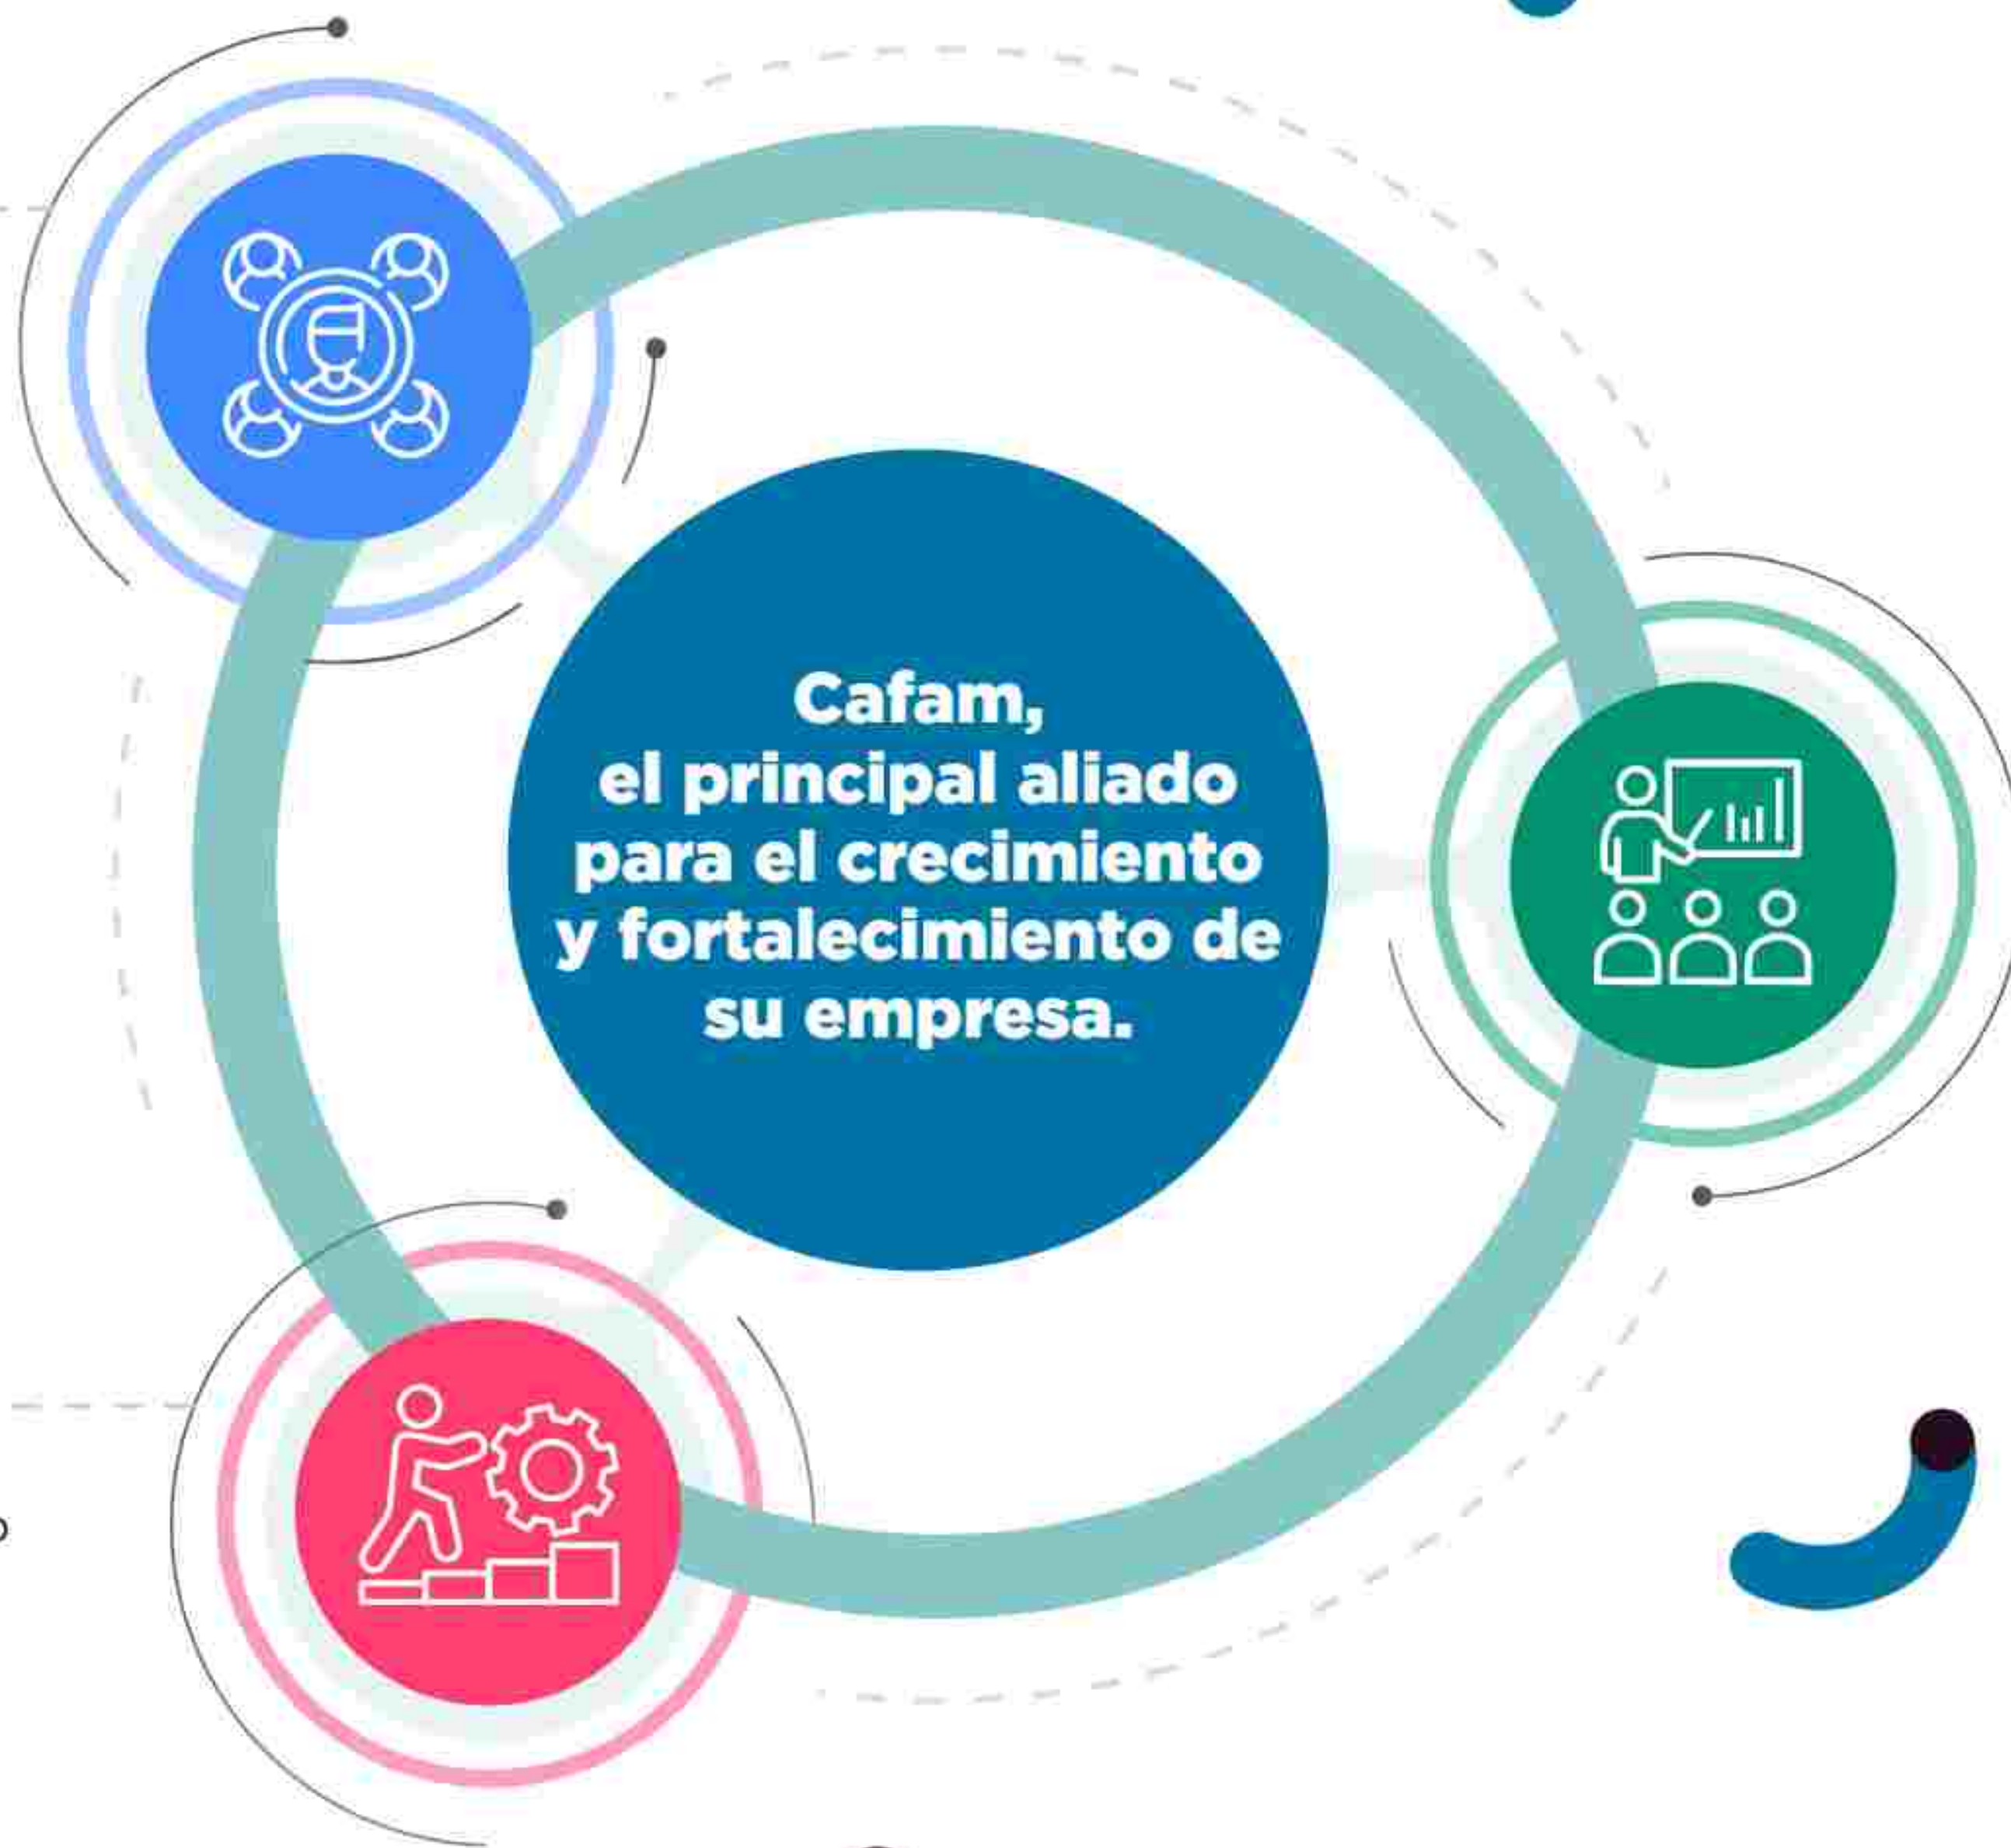 Cafam,
el principal aliado
para el crecimiento
y fortalecimiento de
su empresa.